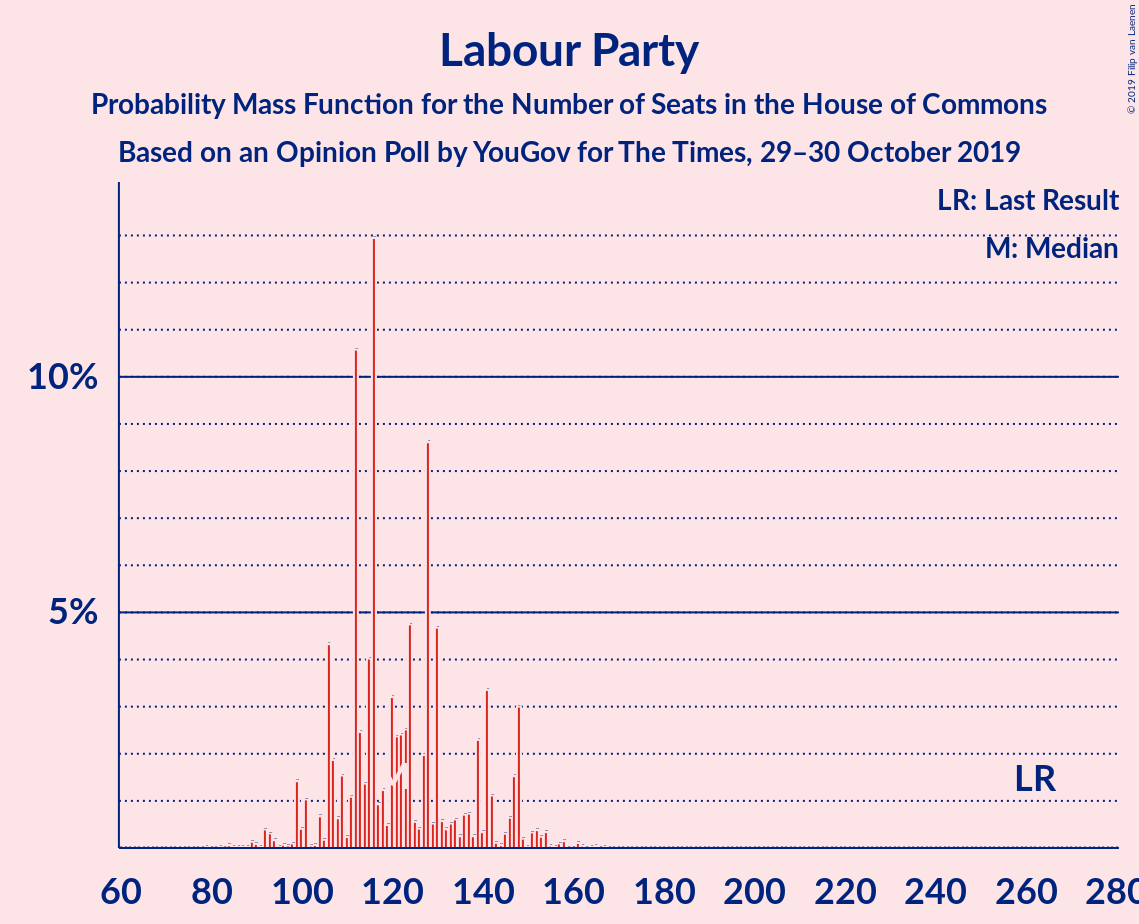 Labour Party
Probability Mass Function for the Number of Seats in the House of Commons
Based on an Opinion Poll by YouGov for The Times, 29–30 October 2019
© 2019 Filip van Laenen
LR: Last Result
M: Median
10%
5%
LR
60 80 100 120 140 160 180 200 220 240 260 280